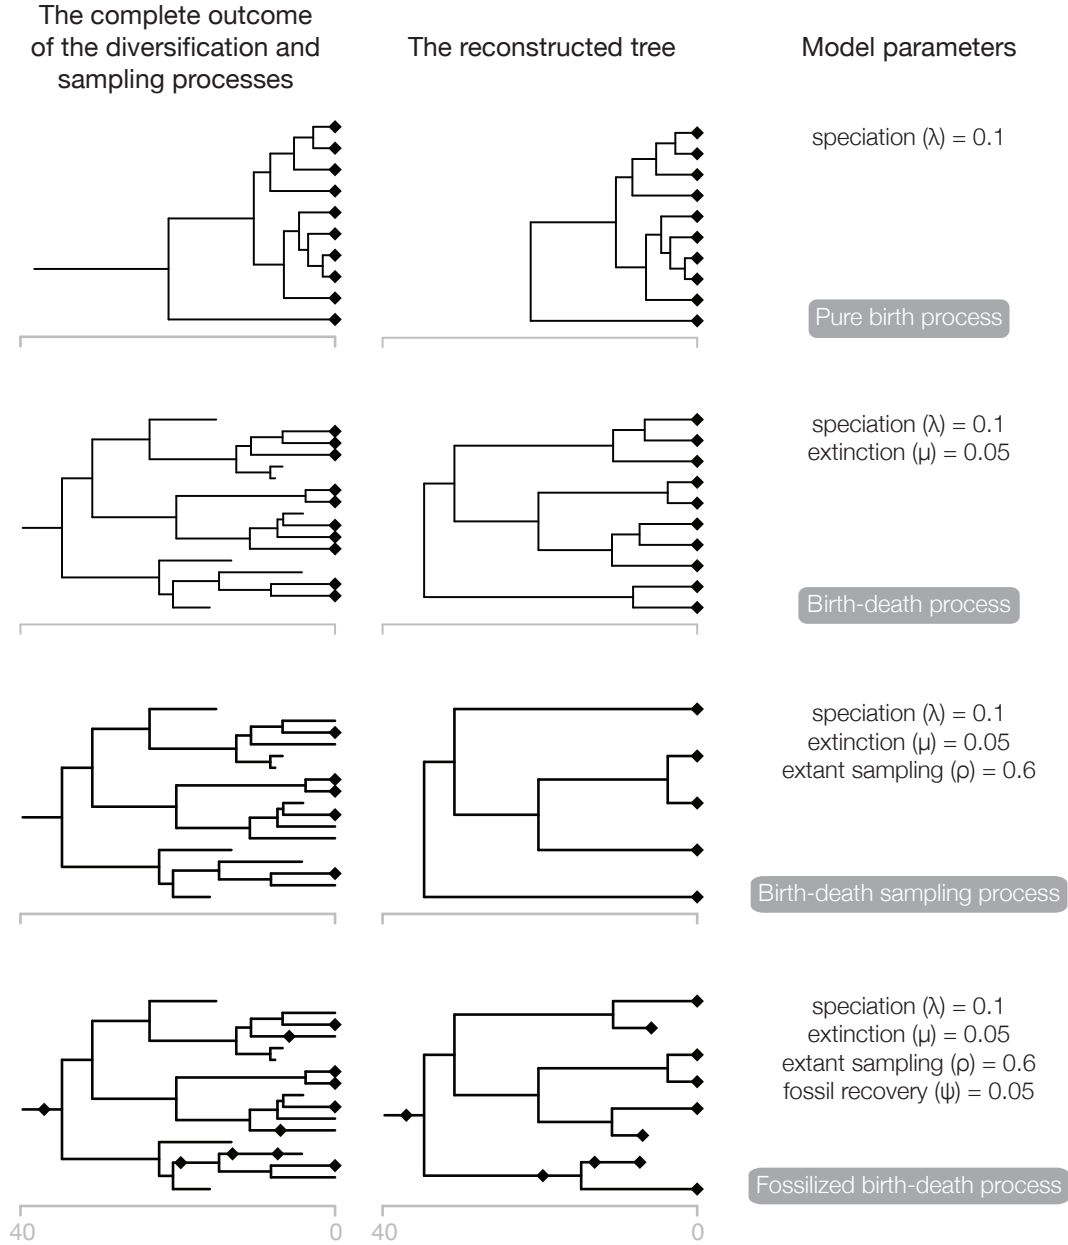 The complete outcome
of the diversification and
sampling processes
The reconstructed tree
Model parameters
speciation (λ) = 0.1
Pure birth process
speciation (λ) = 0.1
extinction (μ) = 0.05
Birth-death process
speciation (λ) = 0.1
extinction (μ) = 0.05
extant sampling (ρ) = 0.6
Birth-death sampling process
speciation (λ) = 0.1
extinction (μ) = 0.05
extant sampling (ρ) = 0.6
fossil recovery (ψ) = 0.05
Fossilized birth-death process
40 0 40 0